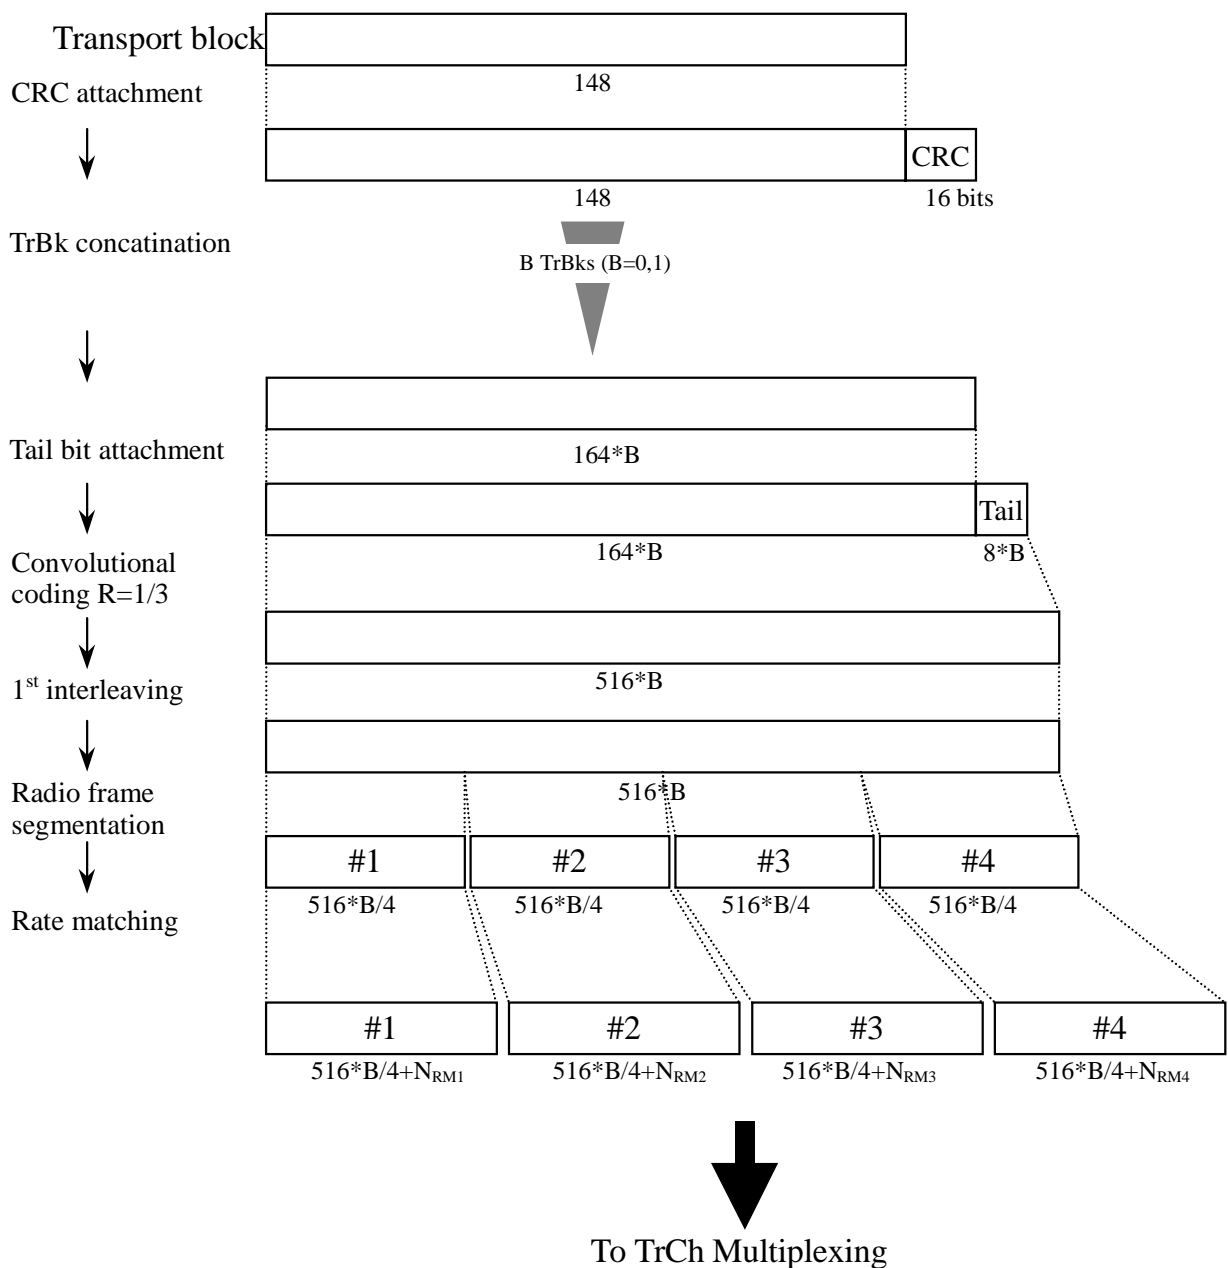 Transport block
148
CRC attachment
CRC
148
16 bits
TrBk concatination
B TrBks (B=0,1)
Tail bit attachment
164*B
Tail
164*B
8*B
Convolutional
coding R=1/3
516*B
1st interleaving
516*B
Radio frame
segmentation
#1 #2 #3 #4
516*B/4 516*B/4 516*B/4 516*B/4
Rate matching
#1 #2 #3 #4
516*B/4+NRM1 516*B/4+NRM2 516*B/4+NRM3 516*B/4+NRM4
To TrCh Multiplexing